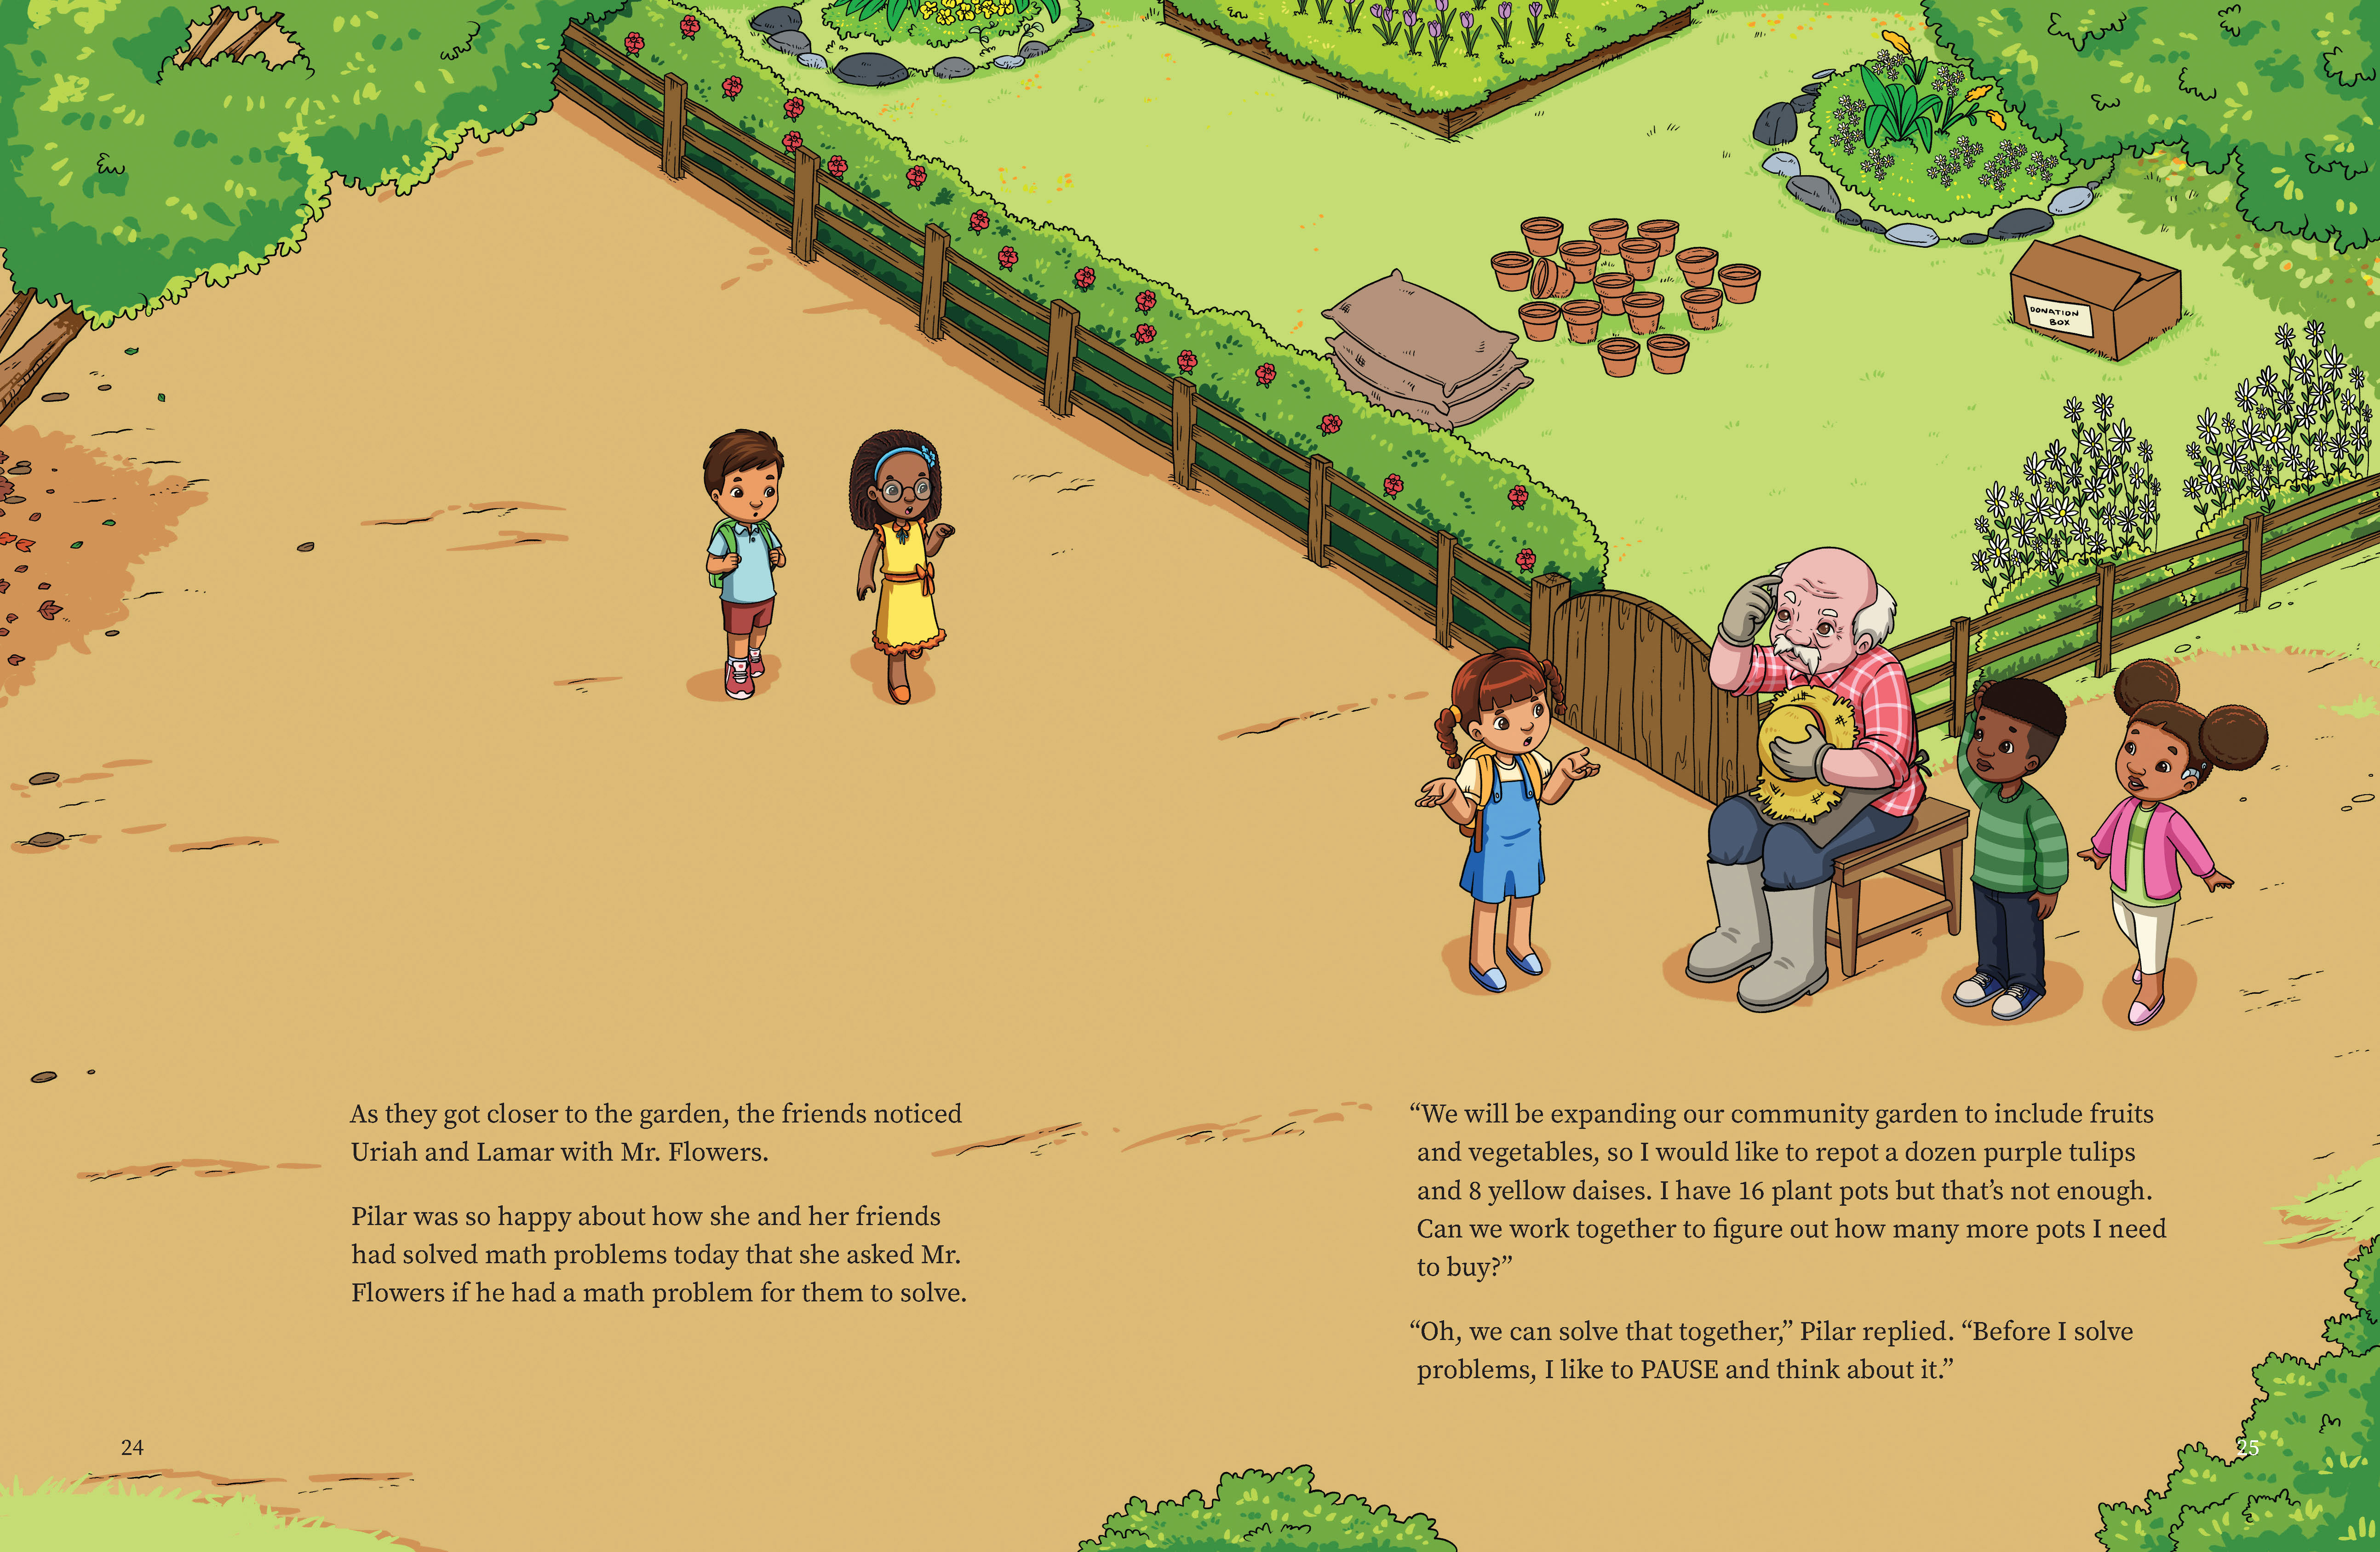 DONATION
BOX
As they got closer to the garden, the friends noticed
Uriah and Lamar with Mr. Flowers.
Pilar was so happy about how she and her friends
had solved math problems today that she asked Mr.
Flowers if he had a math problem for them to solve.
“We will be expanding our community garden to include fruits
and vegetables, so I would like to repot a dozen purple tulips
and 8 yellow daises. I have 16 plant pots but that’s not enough.
Can we work together to figure out how many more pots I need
to buy?”
“Oh, we can solve that together,” Pilar replied. “Before I solve
problems, I like to PAUSE and think about it.”
24
25